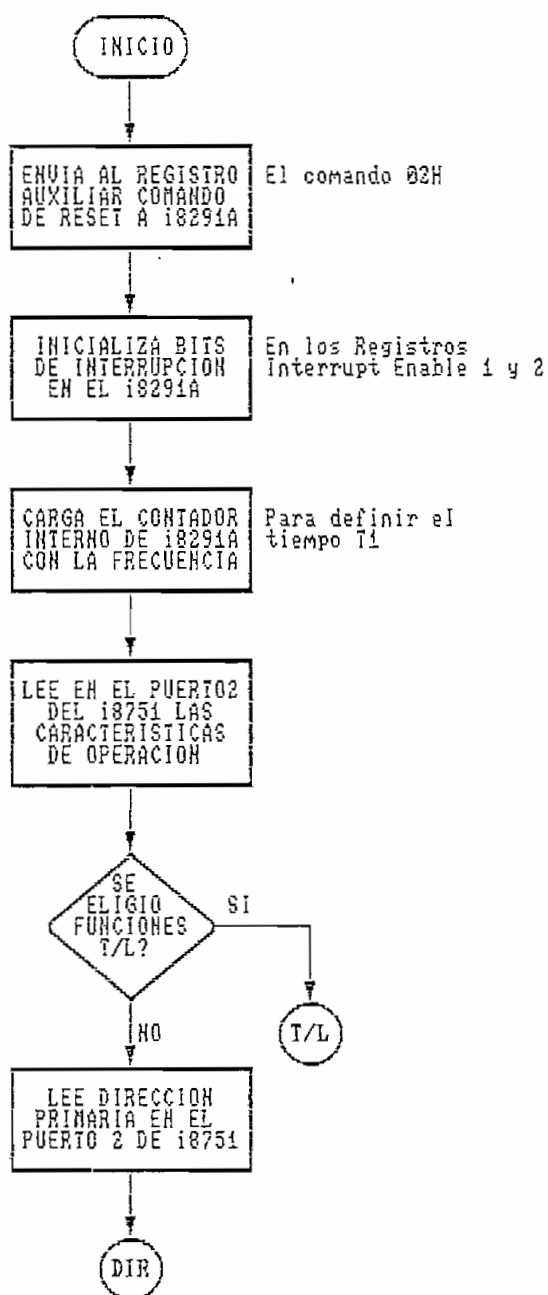 INICIO
ENVIA AL REGISTRO
AUXILIAR COMANDO
DE RESET A i8291A
El comando 02H
INICIALIZA BITS
DE INTERRUPCION
EN EL i8291A
En los Registros
Interrupt Enable 1 y 2
CARGA EL CONTADOR
INTERNO DE i8291A
CON LA FRECUENCIA
Para definir el
tiempo T1
LEE EN EL PUERTO2
DEL i8751 LAS
CARACTERISTICAS
DE OPERACION
SE
ELIGIO
FUNCIONES
T/L?
SI
T/L
NO
LEE DIRECCION
PRIMARIA EN EL
PUERTO 2 DE i8751
DIR